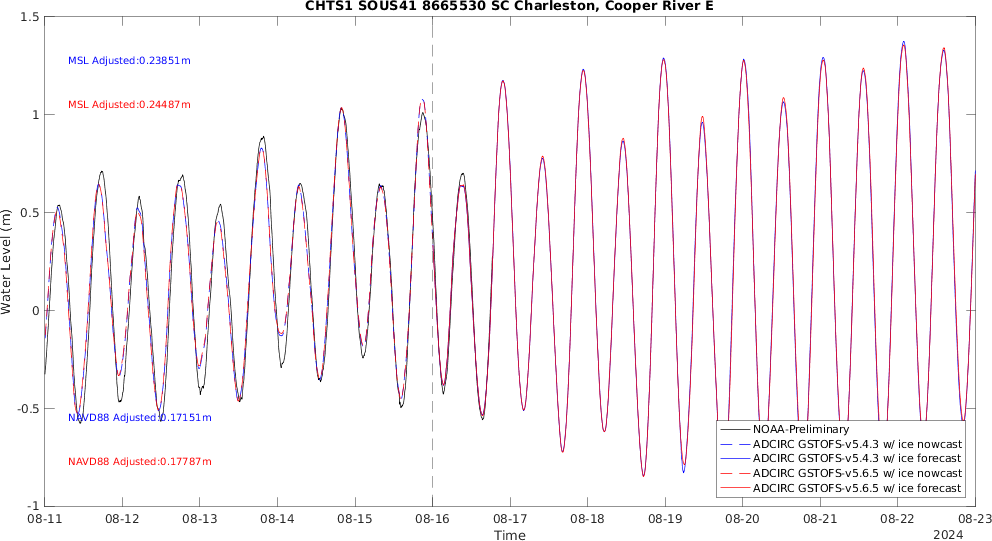 CHTS1 SOUS41 8665530 SC Charleston, Cooper River E
1.5
1
0.5
0
-0.5
-1
Water Level (m)
MSL Adjusted:0.23851m
MSL Adjusted:0.24487m
NAVD88 Adjusted:0.17151m
NAVD88 Adjusted:0.17787m
NOAA-Preliminary
ADCIRC GSTOFS-v5.4.3 w/ ice nowcast
ADCIRC GSTOFS-v5.4.3 w/ ice forecast
ADCIRC GSTOFS-v5.6.5 w/ ice nowcast
ADCIRC GSTOFS-v5.6.5 w/ ice forecast
08-11 08-12 08-13 08-14 08-15 08-16 08-17 08-18 08-19 08-20 08-21 08-22 08-23
Time
2024